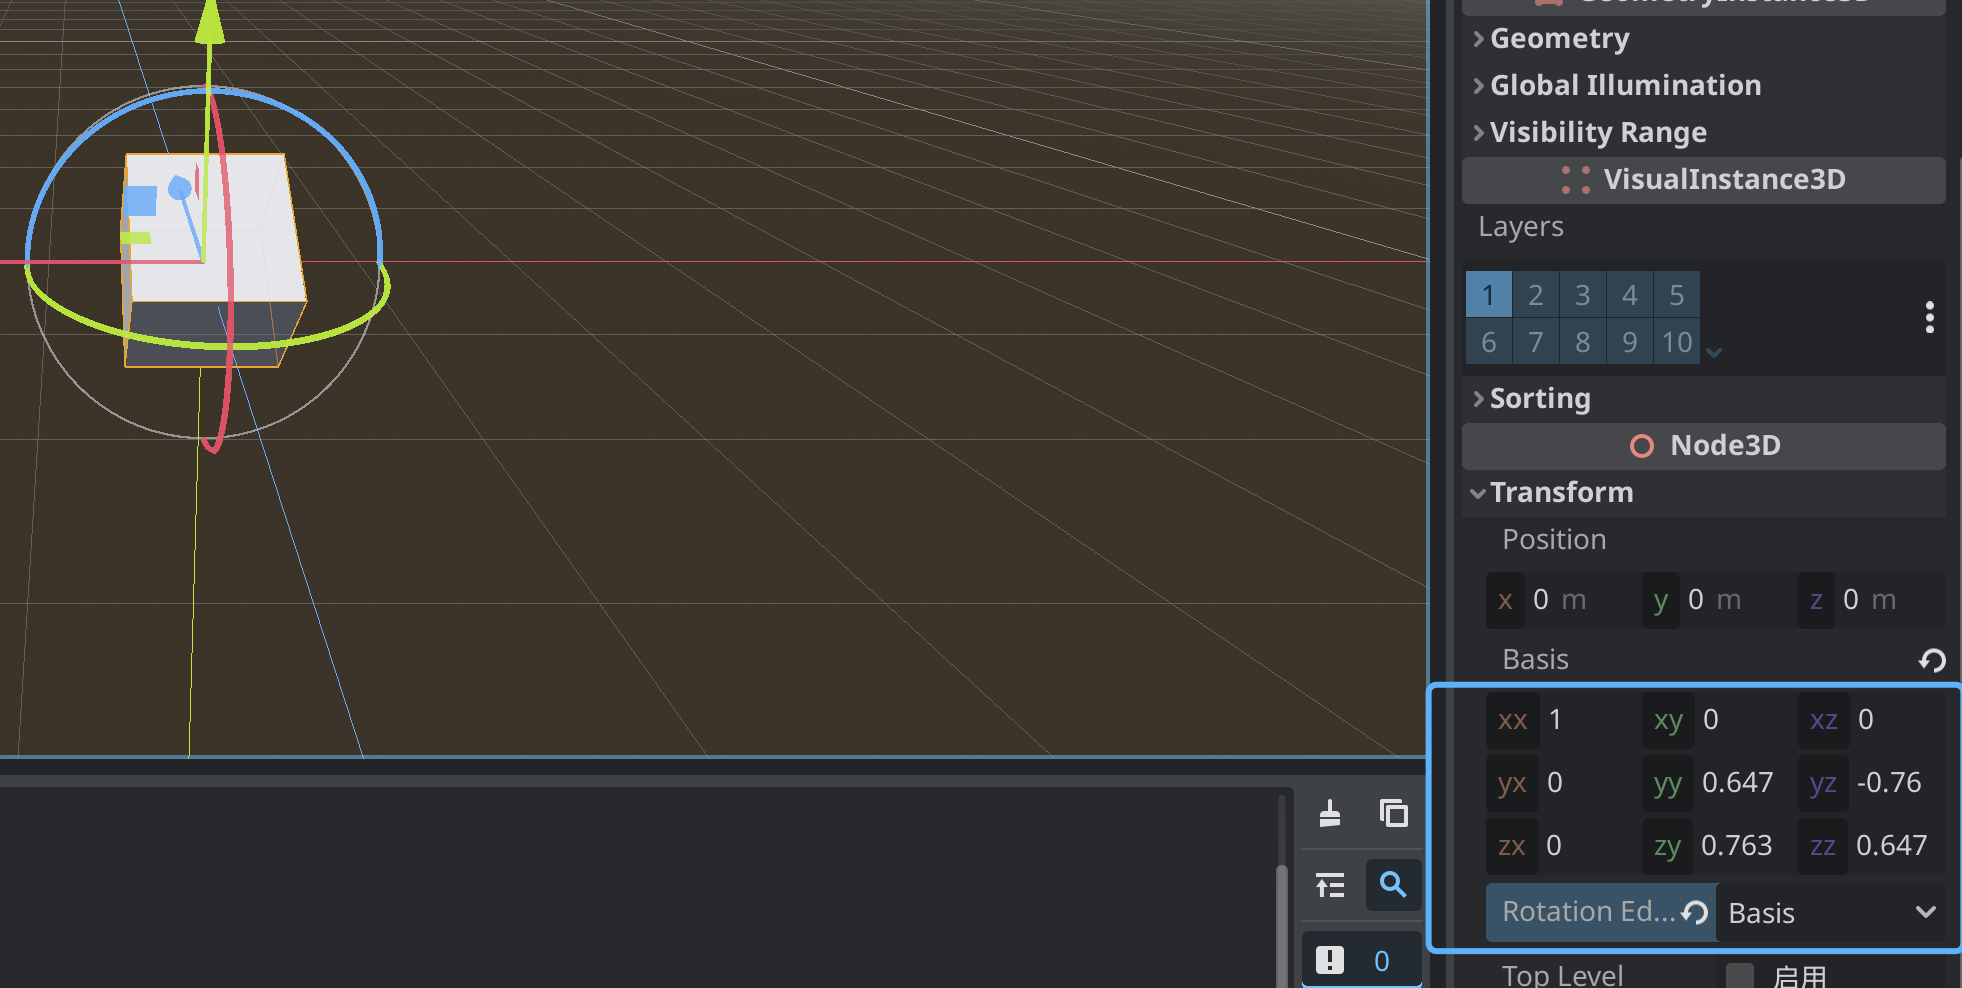 GeometryInstance3D
Geometry
Global Illumination
Visibility Range
VisualInstance3D
Layers
1 2 3 4 5
6 7 8 9 10
Sorting
Node3D
Transform
Position
x 0 m y 0 m z 0 m
Basis
xx 1 xy 0 xz 0
yx 0 yy 0.647 yz -0.76
zx 0 zy 0.763 zz 0.647
Rotation Ed... Basis
0
Top Level 启用